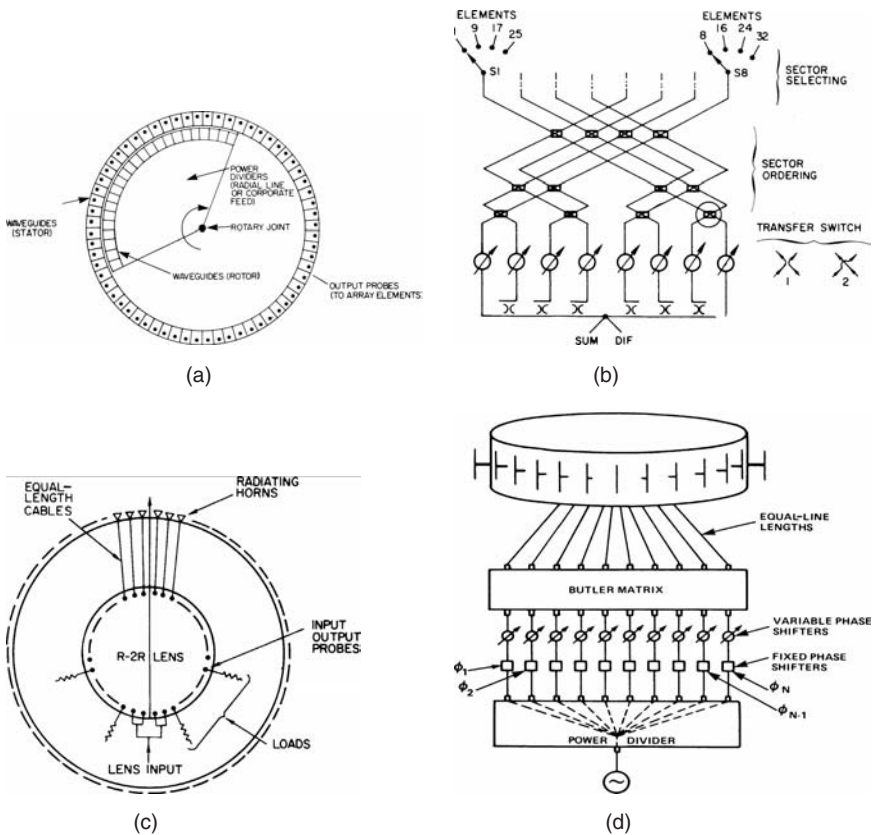 POWER
DIVIDERS
(RADIAL LINE
OR CORPORATE
FEED)
WAVEGUIDES
(STATOR)
ROTARY JOINT
WAVEGUIDES (ROTOR)
OUTPUT PROBES
(TO ARRAY ELEMENTS)
(a)
ELEMENTS
9 17
25
S1
ELEMENTS
16 24
8 32
S8
SECTOR
SELECTING
SECTOR
ORDERING
TRANSFER SWITCH
1 2
SUM DIF
(b)
EQUAL-
LENGTH
CABLES
RADIATING
HORNS
R-2R LENS
INPUT
OUTPUT
PROBES
LOADS
LENS INPUT
(c)
EQUAL-LINE
LENGTHS
BUTLER MATRIX
VARIABLE PHASE
SHIFTERS
FIXED PHASE
SHIFTERS
ϕ1
ϕ2
ϕN
ϕN-1
POWER DIVIDER
(d)